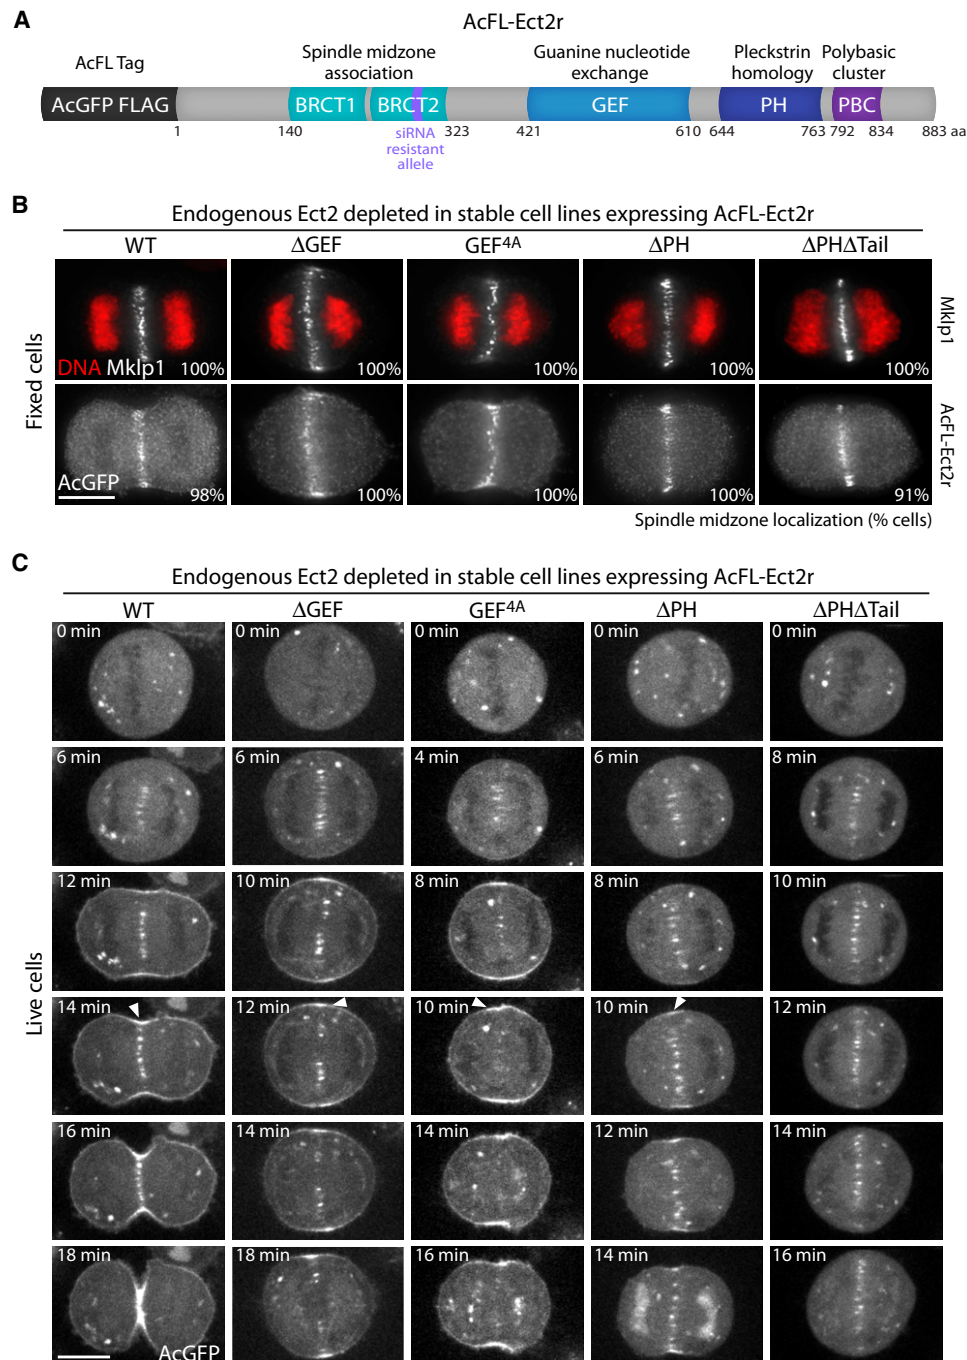 A
AcFL-Ect2r
AcFL Tag
Spindle midzone association
Guanine nucleotide exchange
Pleckstrin homology
Polybasic cluster
AcGFP FLAG
BRCT1
BRCT2
GEF
PH
PBC
1 140 323 421 610 644 763 792 834 883 aa
siRNA resistant allele
B
Endogenous Ect2 depleted in stable cell lines expressing AcFL-Ect2r
WT ΔGEF GEF4A ΔPH ΔPHΔTail
Fixed cells
DNA Mklp1 100% 100% 100% 100% 100%
Mklp1
AcGFP 98% 100% 100% 100% 91%
AcFL-Ect2r
Spindle midzone localization (% cells)
C
Endogenous Ect2 depleted in stable cell lines expressing AcFL-Ect2r
WT ΔGEF GEF4A ΔPH ΔPHΔTail
Live cells
0 min 0 min 0 min 0 min 0 min
6 min 6 min 4 min 6 min 8 min
12 min 10 min 8 min 8 min 10 min
14 min 12 min 10 min 10 min 12 min
16 min 14 min 14 min 12 min 14 min
18 min 18 min 16 min 14 min 16 min
AcGFP